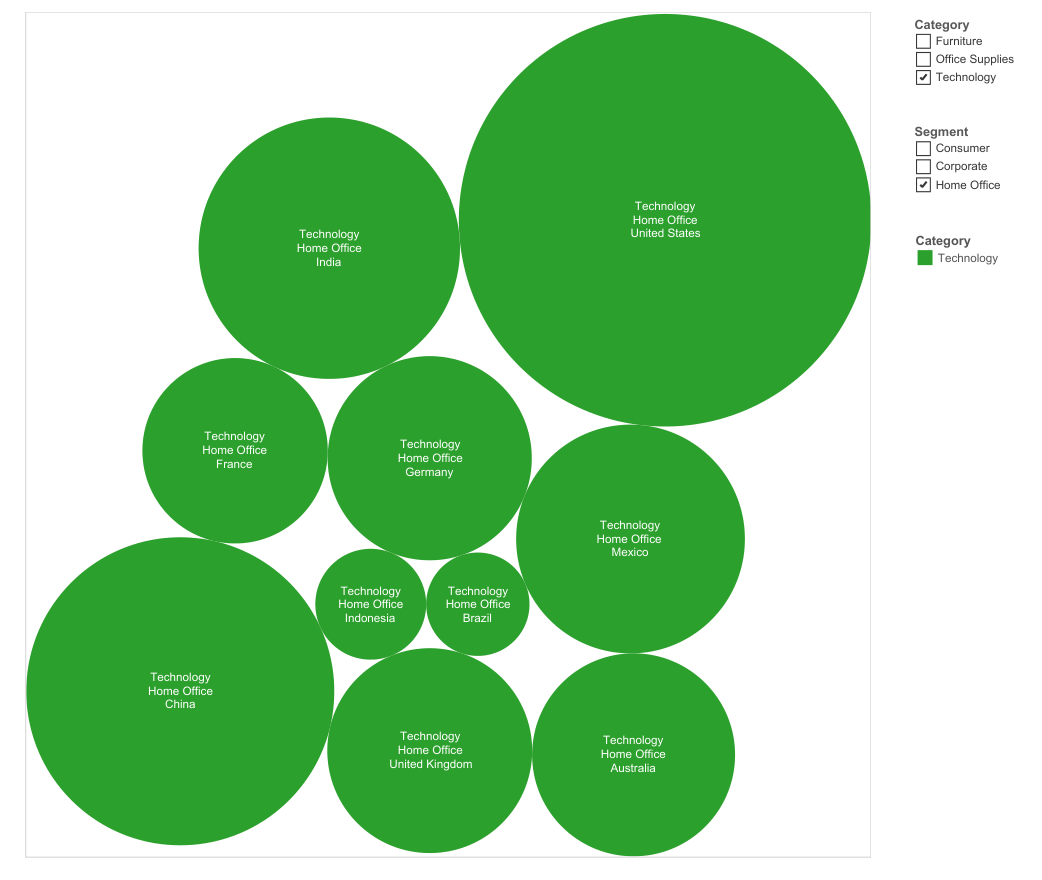 Technology
Home Office
United States
Technology
Home Office
India
Technology
Home Office
France
Technology
Home Office
Germany
Technology
Home Office
Mexico
Technology
Home Office
Indonesia
Technology
Home Office
Brazil
Technology
Home Office
China
Technology
Home Office
United Kingdom
Technology
Home Office
Australia
Category
Furniture
Office Supplies
Technology
Segment
Consumer
Corporate
Home Office
Category
Technology